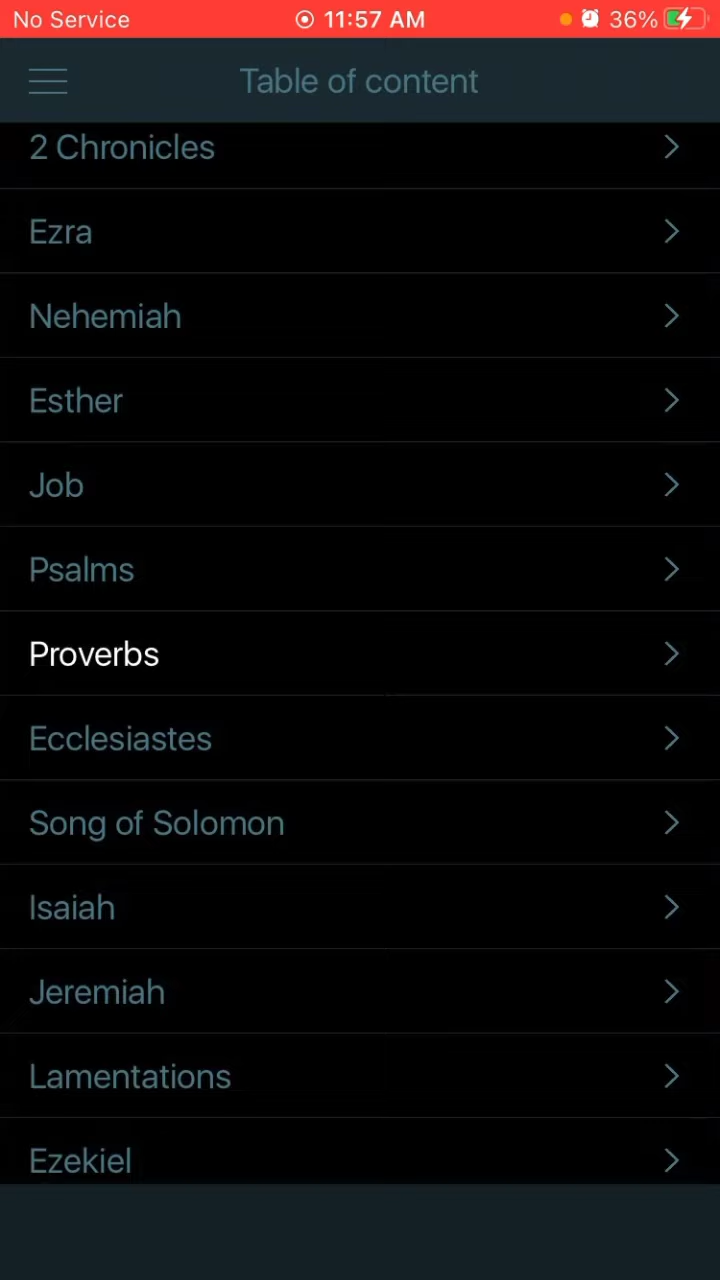 No Service 11:57 AM 36%
Table of content
2 Chronicles
Ezra
Nehemiah
Esther
Job
Psalms
Proverbs
Ecclesiastes
Song of Solomon
Isaiah
Jeremiah
Lamentations
Ezekiel